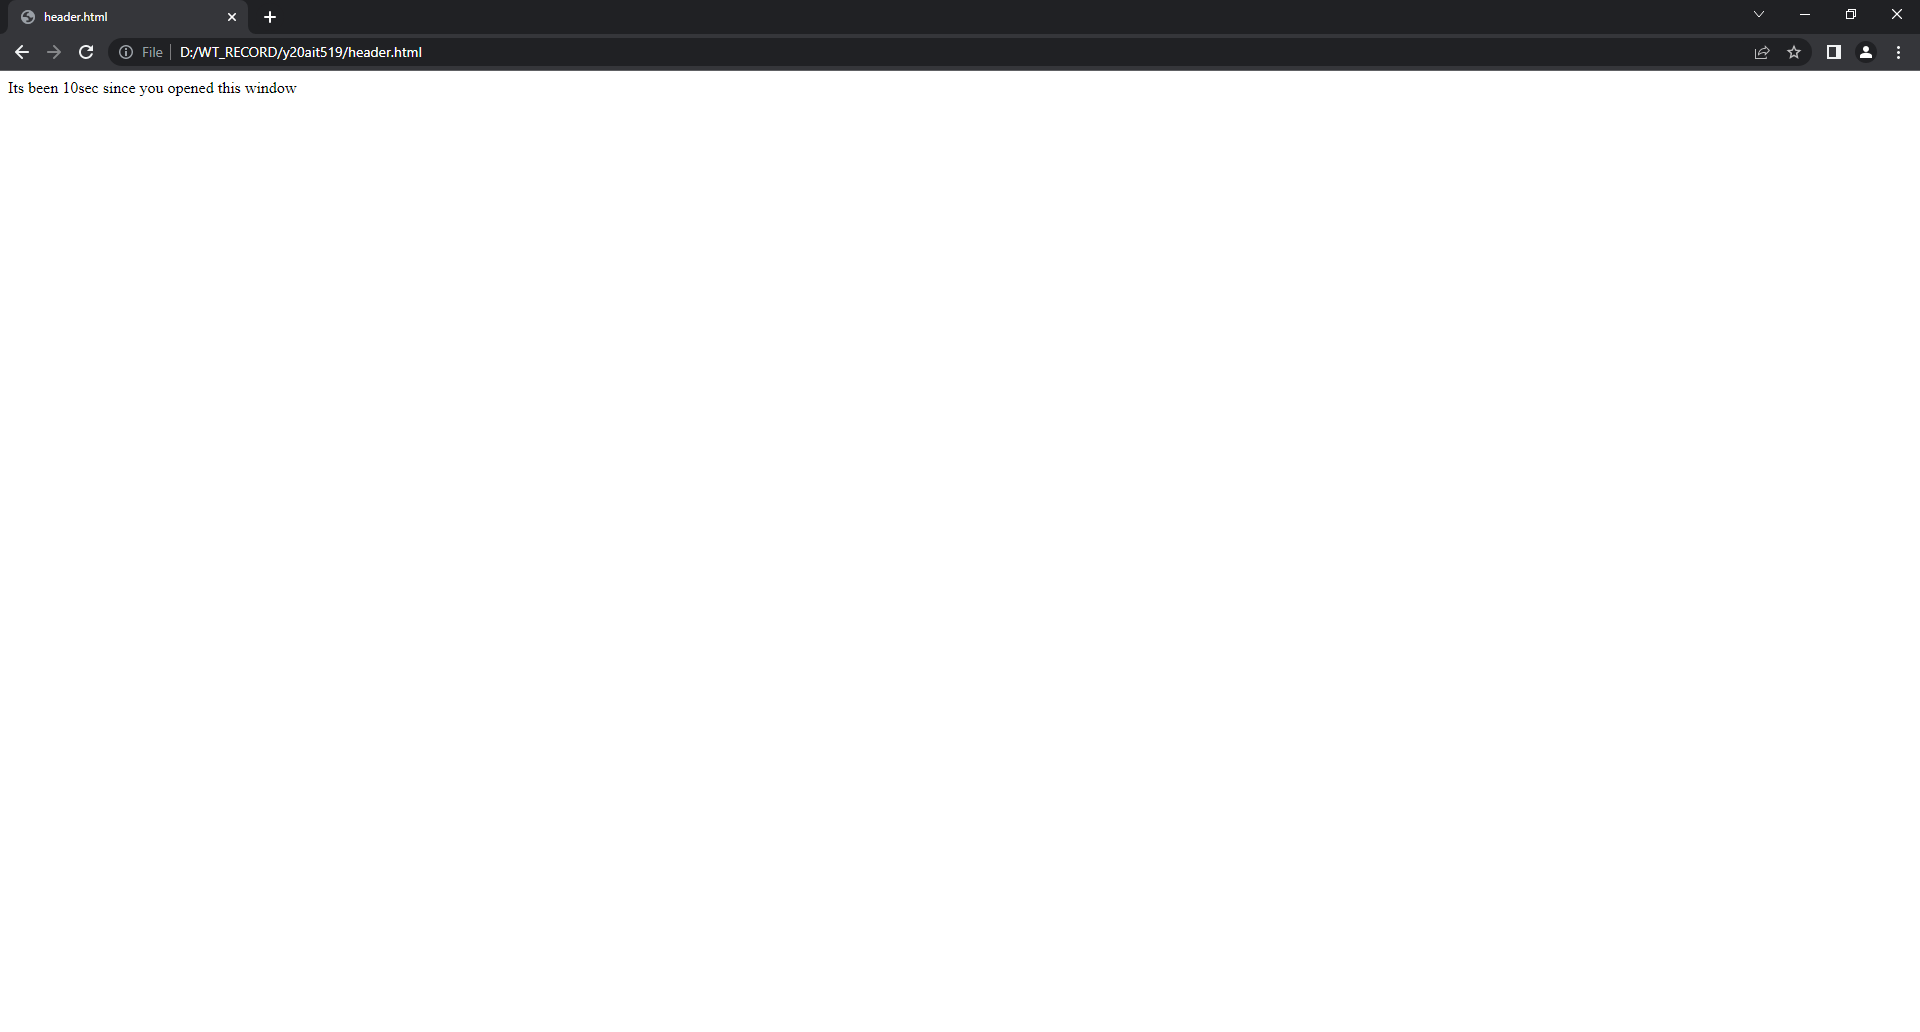 header.html
File D:/WT_RECORD/y20ait519/header.html
Its been 10sec since you opened this window